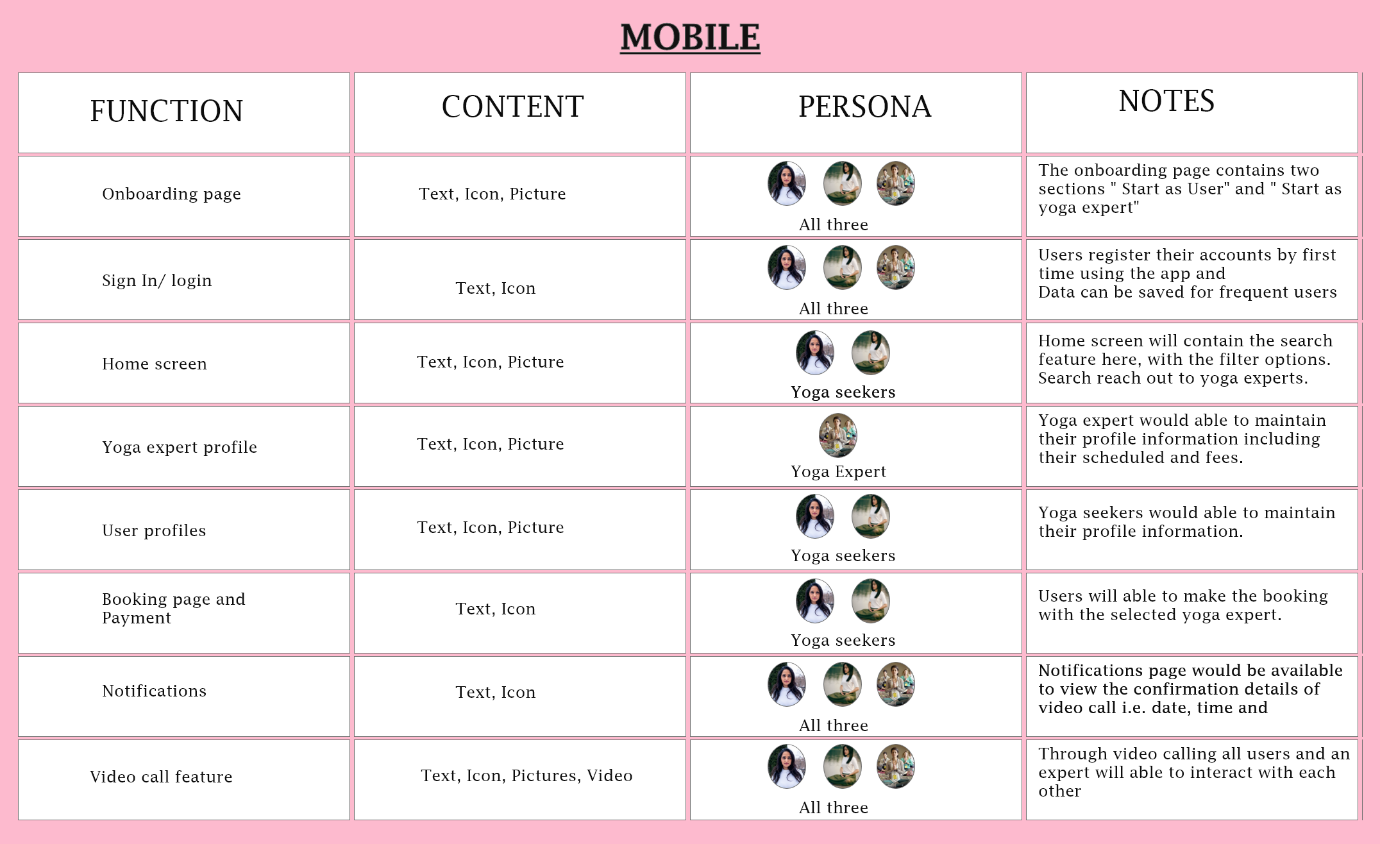 MOBILE
FUNCTION
CONTENT
PERSONA
NOTES
Onboarding page
Text, Icon, Picture
All three
The onboarding page contains two
sections " Start as User" and " Start as
yoga expert"
Sign In/ login
Text, Icon
All three
Users register their accounts by first
time using the app and
Data can be saved for frequent users
Home screen
Text, Icon, Picture
Yoga seekers
Home screen will contain the search
feature here, with the filter options.
Search reach out to yoga experts.
Yoga expert profile
Text, Icon, Picture
Yoga Expert
Yoga expert would able to maintain
their profile information including
their scheduled and fees.
User profiles
Text, Icon, Picture
Yoga seekers
Yoga seekers would able to maintain
their profile information.
Booking page and
Payment
Text, Icon
Yoga seekers
Users will able to make the booking
with the selected yoga expert.
Notifications
Text, Icon
All three
Notifications page would be available
to view the confirmation details of
video call i.e. date, time and
Video call feature
Text, Icon, Pictures, Video
All three
Through video calling all users and an
expert will able to interact with each
other